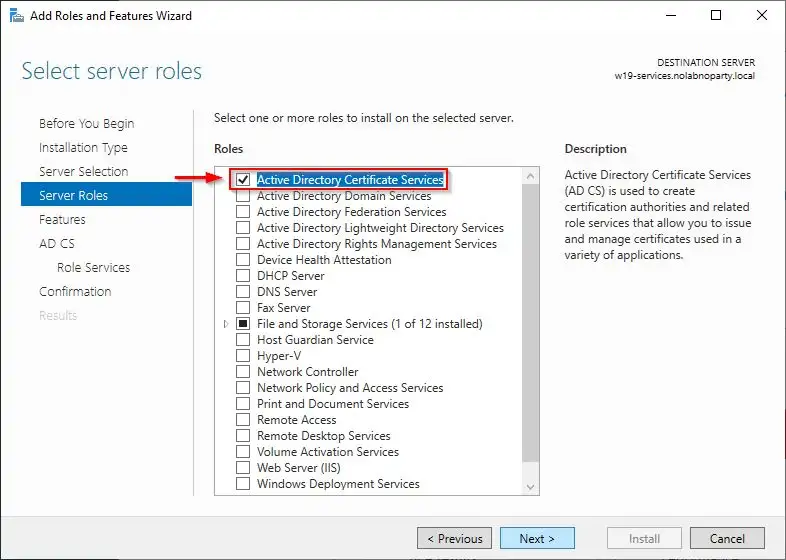 Add Roles and Features Wizard
Select server roles
DESTINATION SERVER
w19-services.nolabnoparty.local
Before You Begin
Installation Type
Server Selection
Server Roles
Features
AD CS
Role Services
Confirmation
Results
Select one or more roles to install on the selected server.
Roles
Active Directory Certificate Services
Active Directory Domain Services
Active Directory Federation Services
Active Directory Lightweight Directory Services
Active Directory Rights Management Services
Device Health Attestation
DHCP Server
DNS Server
Fax Server
File and Storage Services (1 of 12 installed)
Host Guardian Service
Hyper-V
Network Controller
Network Policy and Access Services
Print and Document Services
Remote Access
Remote Desktop Services
Volume Activation Services
Web Server (IIS)
Windows Deployment Services
Description
Active Directory Certificate Services
(AD CS) is used to create
certification authorities and related
role services that allow you to issue
and manage certificates used in a
variety of applications.
< Previous
Next >
Install
Cancel